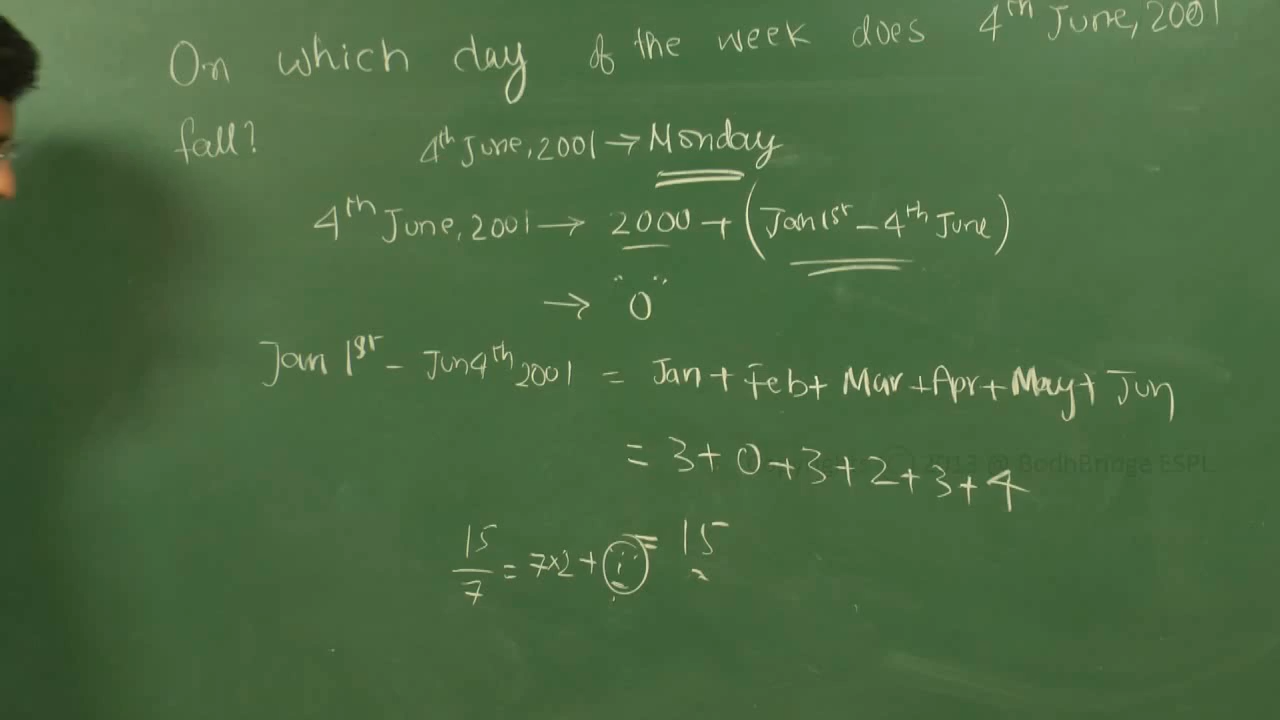 On which day of the week does 4th June, 2001
fall?
4th June, 2001 → Monday
4th June, 2001 → 2000 + (Jan 1st - 4th June)
→ "0"
Jan 1st - Jun 4th 2001 = Jan + Feb + Mar + Apr + May + Jun
= 3 + 0 + 3 + 2 + 3 + 4
2013 @ BodhBridge ESPL
15/7 = 7×2 + 1 = 15